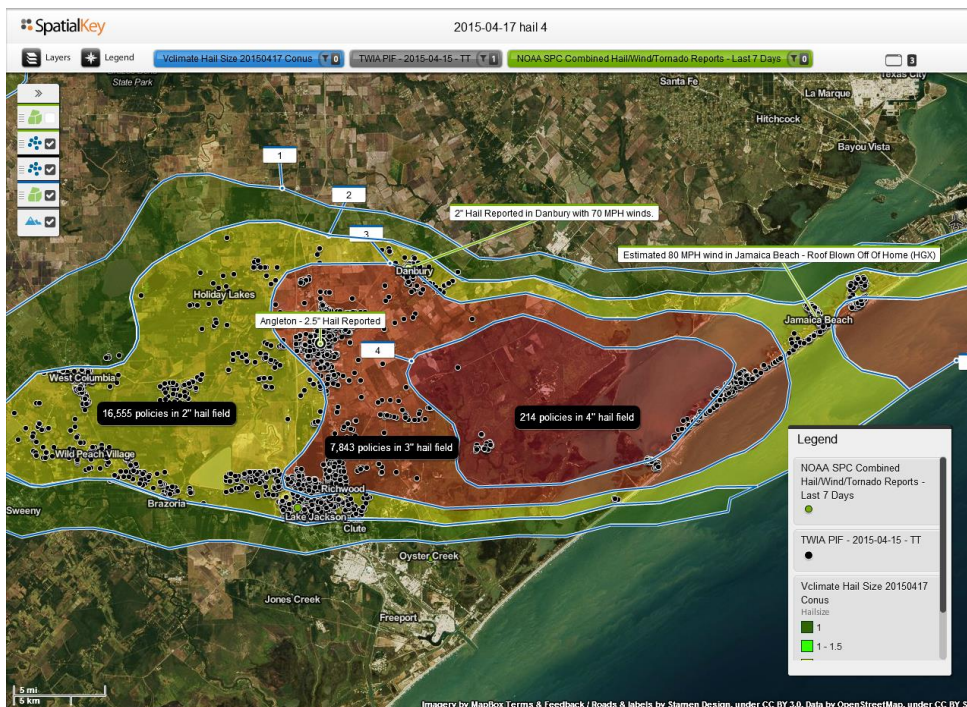 SpatialKey
2015-04-17 hail 4
Layers
Legend
Vclimate Hail Size 20150417 Conus
0
TWIA PIF - 2015-04-15 - TT
1
NOAA SPC Combined Hail/Wind/Tornado Reports - Last 7 Days
0
3
State Park
Santa Fe
Texas City
La Marque
Hitchcock
Bayou Vista
1
2
2" Hail Reported in Danbury with 70 MPH winds.
3
Estimated 80 MPH wind in Jamaica Beach - Roof Blown Off Of Home (HGX)
Danbury
Holiday Lakes
Angleton - 2.5" Hail Reported
Jamaica Beach
4
West Columbia
16,555 policies in 2" hail field
214 policies in 4" hail field
7,843 policies in 3" hail field
Wild Peach Village
Richwood
Brazoria
Sweeny
Lake Jackson
Clute
Oyster Creek
Jones Creek
Freeport
Legend
NOAA SPC Combined
Hail/Wind/Tornado Reports -
Last 7 Days
TWIA PIF - 2015-04-15 - TT
Vclimate Hail Size 20150417
Conus
Hailsize
1
1 - 1.5
5 mi
5 km
Imagery by MapBox Terms & Feedback / Roads & labels by Stamen Design, under CC BY 3.0. Data by OpenStreetMap, under CC BY S